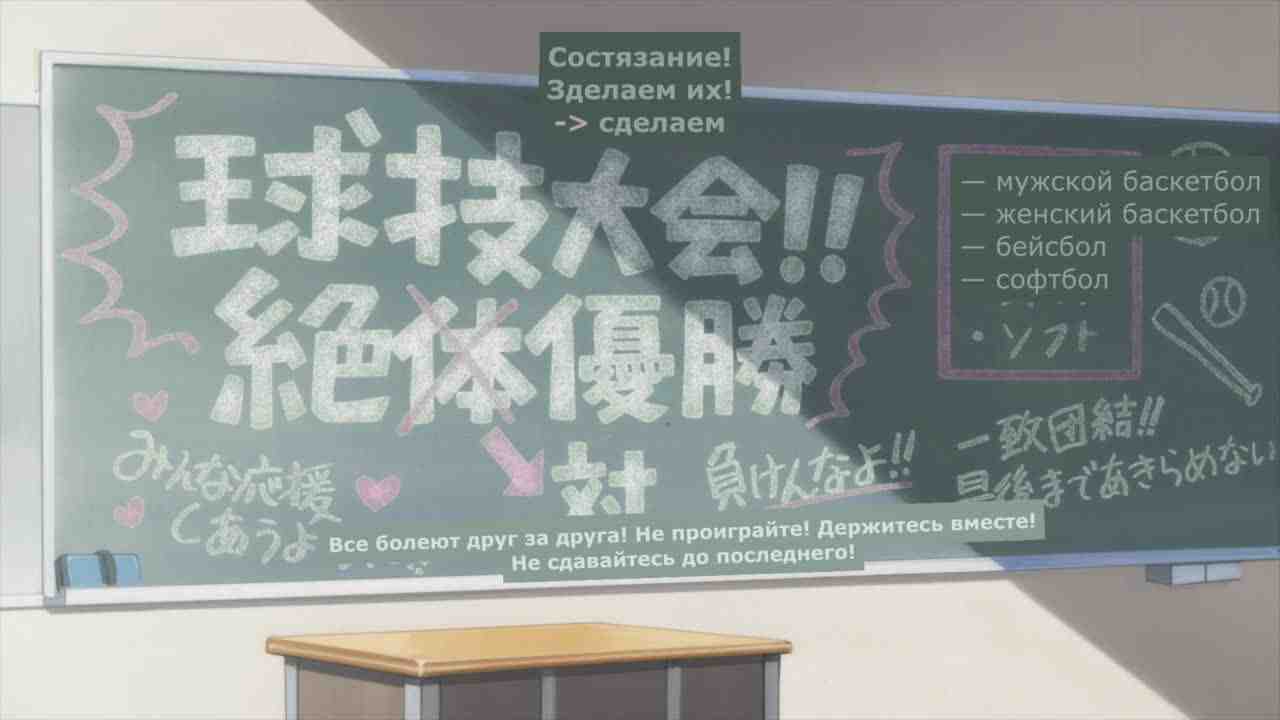 Состязание!
Зделаем их!
-> сделаем
球技大会!!
絶体優勝
対
— мужской баскетбол
— женский баскетбол
— бейсбол
— софтбол
・ソフト
みんな応援
しあうよ
負けんなよ!!
一致団結!!
最後まであきらめない
Все болеют друг за друга! Не проиграйте! Держитесь вместе!
Не сдавайтесь до последнего!